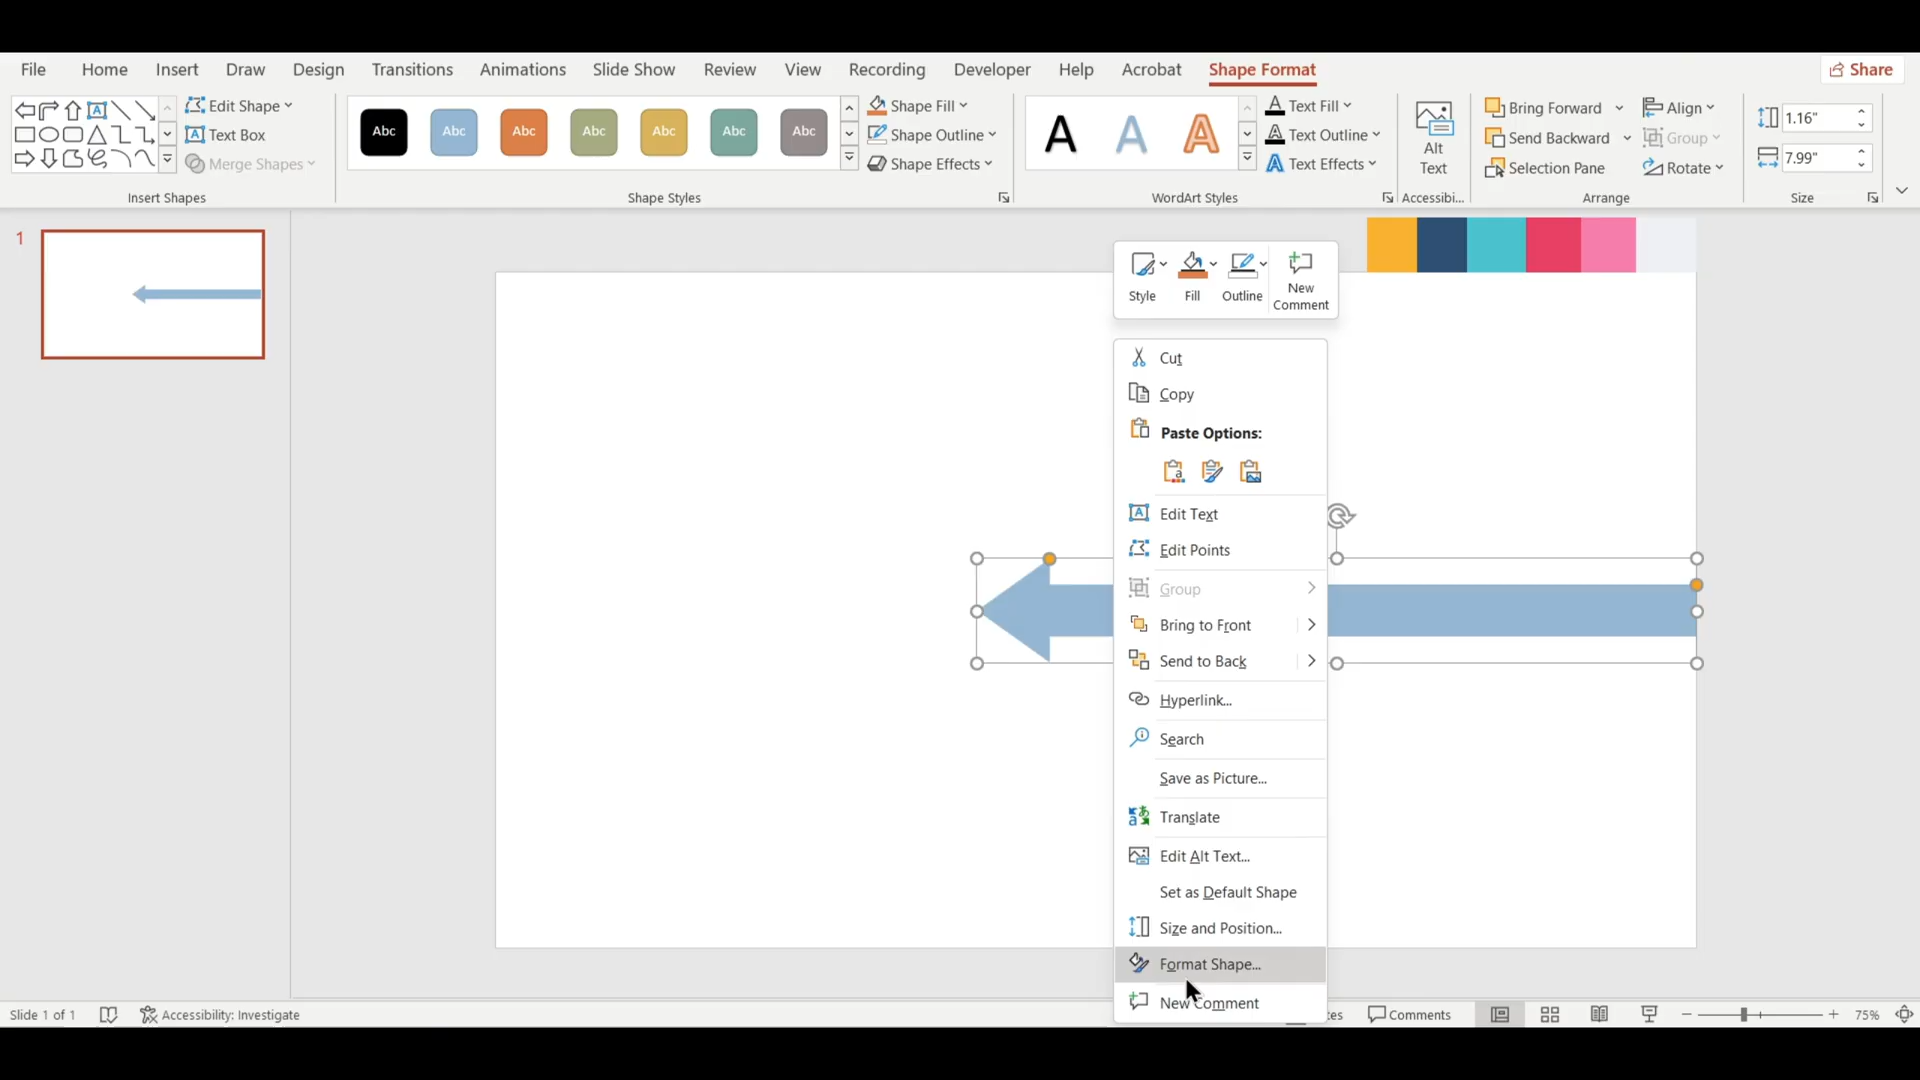 File Home Insert Draw Design Transitions Animations Slide Show Review View Recording Developer Help Acrobat Shape Format Share
Edit Shape
Text Box
Merge Shapes
Insert Shapes
Abc Abc Abc Abc Abc Abc Abc
Shape Styles
Shape Fill
Shape Outline
Shape Effects
A A A
WordArt Styles
Text Fill
Text Outline
Text Effects
Alt
Text
Accessibi...
Bring Forward
Send Backward
Selection Pane
Align
Group
Rotate
Arrange
1.16"
7.99"
Size
1
Style Fill Outline New
Comment
Cut
Copy
Paste Options:
Edit Text
Edit Points
Group
Bring to Front
Send to Back
Hyperlink...
Search
Save as Picture...
Translate
Edit Alt Text...
Set as Default Shape
Size and Position...
Format Shape...
New Comment
Slide 1 of 1 Accessibility: Investigate tes Comments 75%